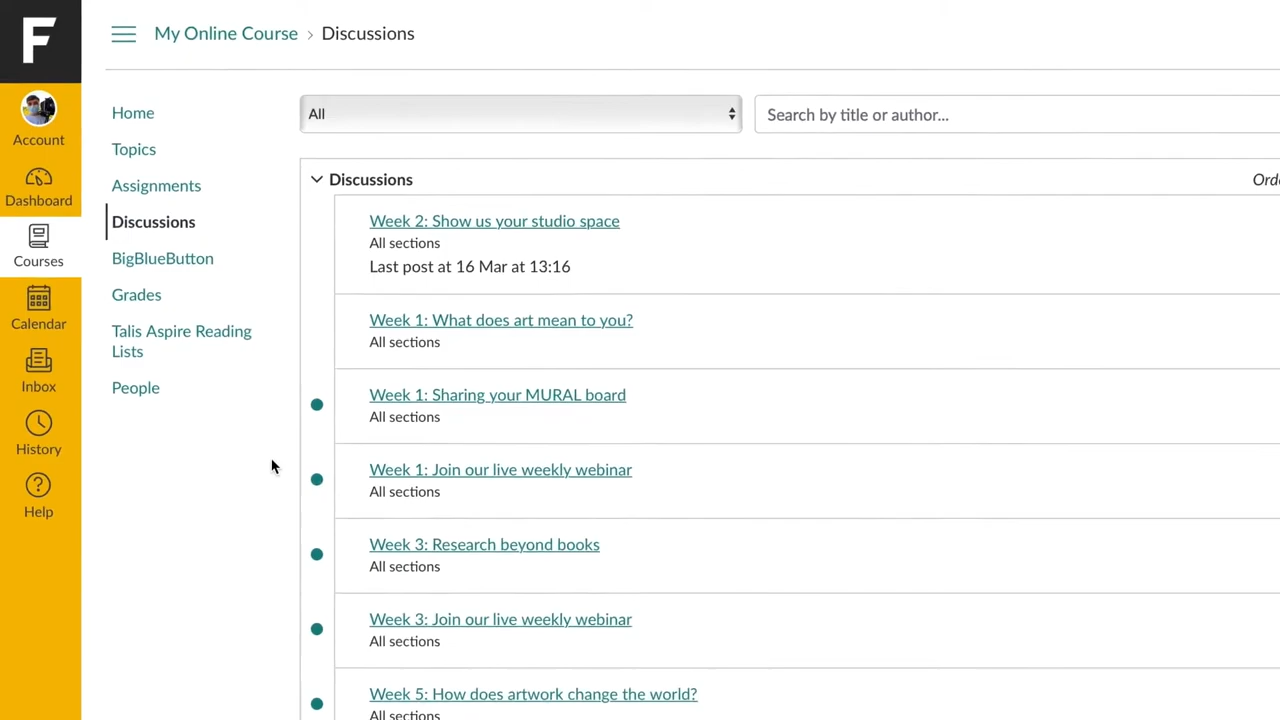 F
My Online Course › Discussions
Account
Dashboard
Courses
Calendar
Inbox
History
Help
Home
Topics
Assignments
Discussions
BigBlueButton
Grades
Talis Aspire Reading
Lists
People
All
Search by title or author...
Discussions
Week 2: Show us your studio space
All sections
Last post at 16 Mar at 13:16
Week 1: What does art mean to you?
All sections
Week 1: Sharing your MURAL board
All sections
Week 1: Join our live weekly webinar
All sections
Week 3: Research beyond books
All sections
Week 3: Join our live weekly webinar
All sections
Week 5: How does artwork change the world?
All sections